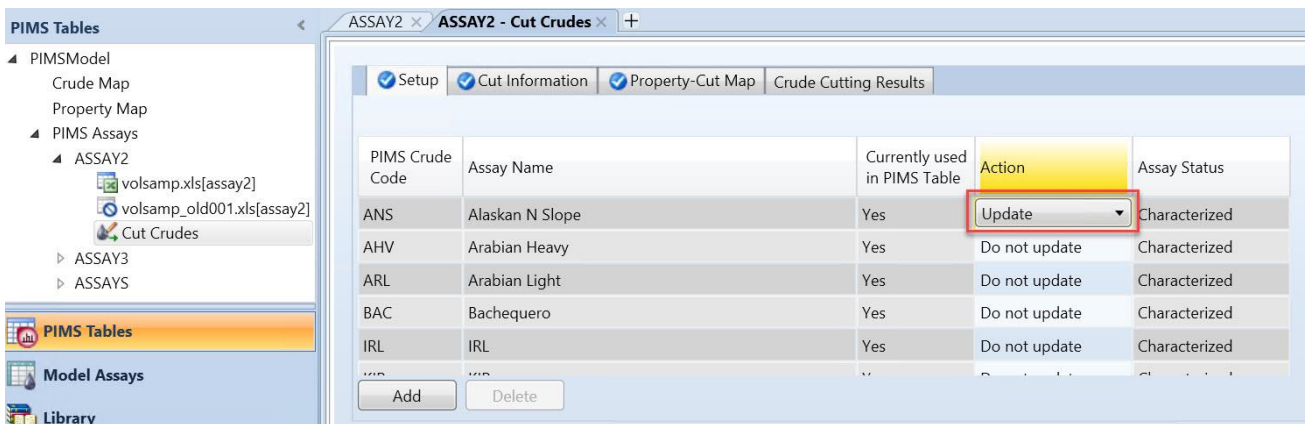 PIMS Tables
PIMSModel
Crude Map
Property Map
PIMS Assays
ASSAY2
volsamp.xls[assay2]
volsamp_old001.xls[assay2]
Cut Crudes
ASSAY3
ASSAYS
PIMS Tables
Model Assays
Library
ASSAY2 × ASSAY2 - Cut Crudes × +
Setup Cut Information Property-Cut Map Crude Cutting Results
PIMS Crude Code Assay Name Currently used in PIMS Table Action Assay Status
ANS Alaskan N Slope Yes Update Characterized
AHV Arabian Heavy Yes Do not update Characterized
ARL Arabian Light Yes Do not update Characterized
BAC Bachequero Yes Do not update Characterized
IRL IRL Yes Do not update Characterized
Add Delete